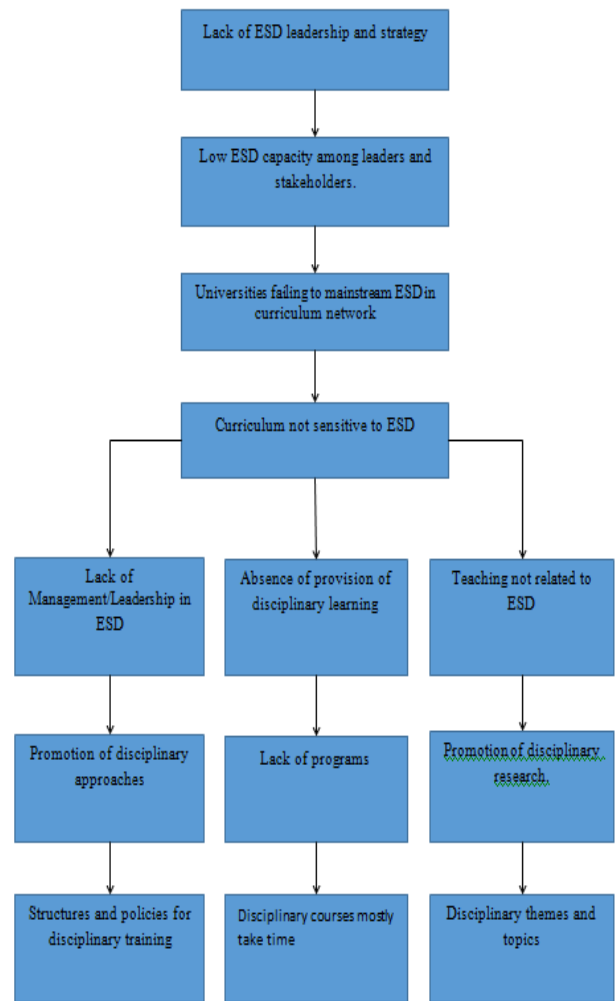 Lack of ESD leadership and strategy
Low ESD capacity among leaders and
stakeholders.
Universities failing to mainstream ESD in
curriculum network
Curriculum not sensitive to ESD
Lack of
Management/Leadership in
ESD
Absence of provision of
disciplinary learning
Teaching not related to
ESD
Promotion of disciplinary
approaches
Lack of programs
Promotion of disciplinary
research.
Structures and policies for
disciplinary training
Disciplinary courses mostly
take time
Disciplinary themes and
topics